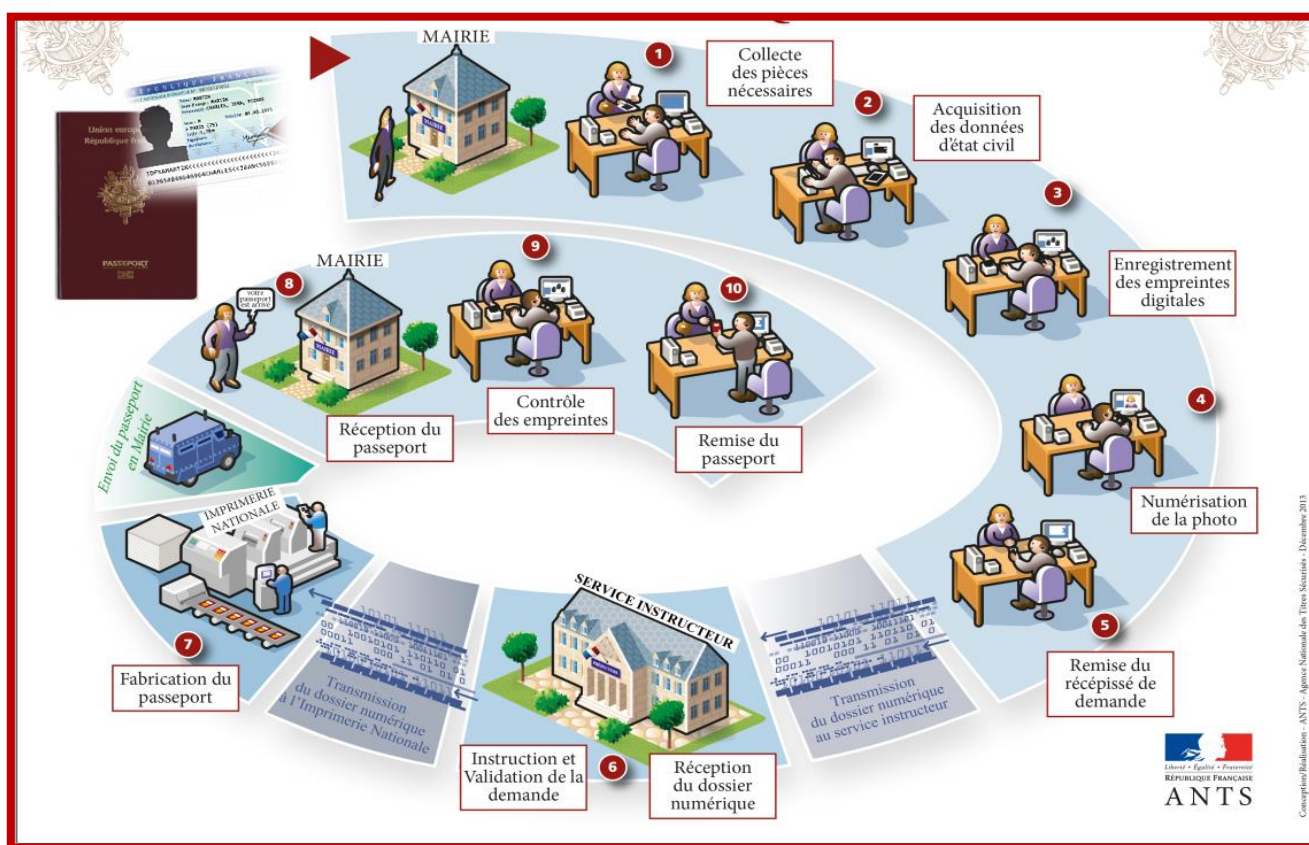 MAIRIE
1
Collecte
des pièces
nécessaires
2
Acquisition
des données
d'état civil
3
Enregistrement
des empreintes
digitales
4
Numérisation
de la photo
5
Remise du
récépissé de
demande
Transmission
du dossier numérique
au service instructeur
SERVICE INSTRUCTEUR
6
Réception
du dossier
numérique
Instruction et
Validation de la
demande
Transmission
du dossier numérique
à l'Imprimerie Nationale
IMPRIMERIE
NATIONALE
7
Fabrication du
passeport
Envoi du passeport
en Mairie
8
votre
passeport
est arrivé
MAIRIE
MAIRIE
Réception du
passeport
9
Contrôle
des empreintes
10
Remise du
passeport
MAIRIE
Union europ
République fra
PASSEPORT
Liberté • Égalité • Fraternité
RÉPUBLIQUE FRANÇAISE
ANTS
Conception/Réalisation - ANTS - Agence Nationale des Titres Sécurisés - Décembre 2013